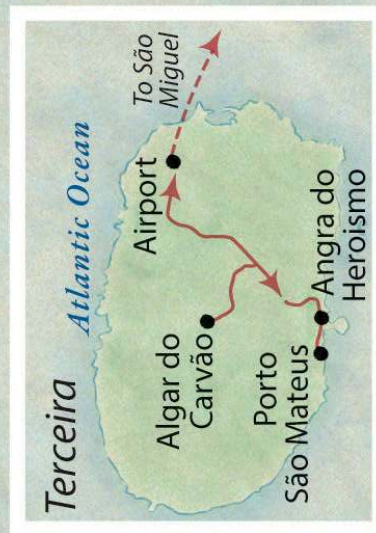 Terceira
Atlantic Ocean
To São
Miguel
Airport
Algar do
Carvão
Porto
São Mateus
Angra do
Heroismo